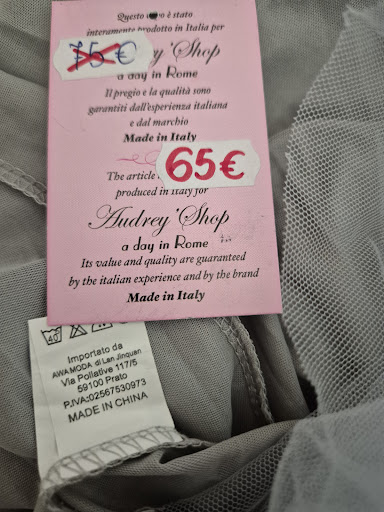 Questo è stato
interamente prodotto in Italia per
75€
y'Shop
a day in Rome
Il pregio e la qualità sono
garantiti dall'esperienza italiana
e dal marchio
Made in Italy
65€
The article
produced in Italy for
Audrey'Shop
a day in Rome
Its value and quality are guaranteed
by the italian experience and by the brand
Made in Italy
40
Importato da
AWA MODA di Lan Jinquan
Via Pollative 117/5
59100 Prato
P.IVA:02567530973
MADE IN CHINA